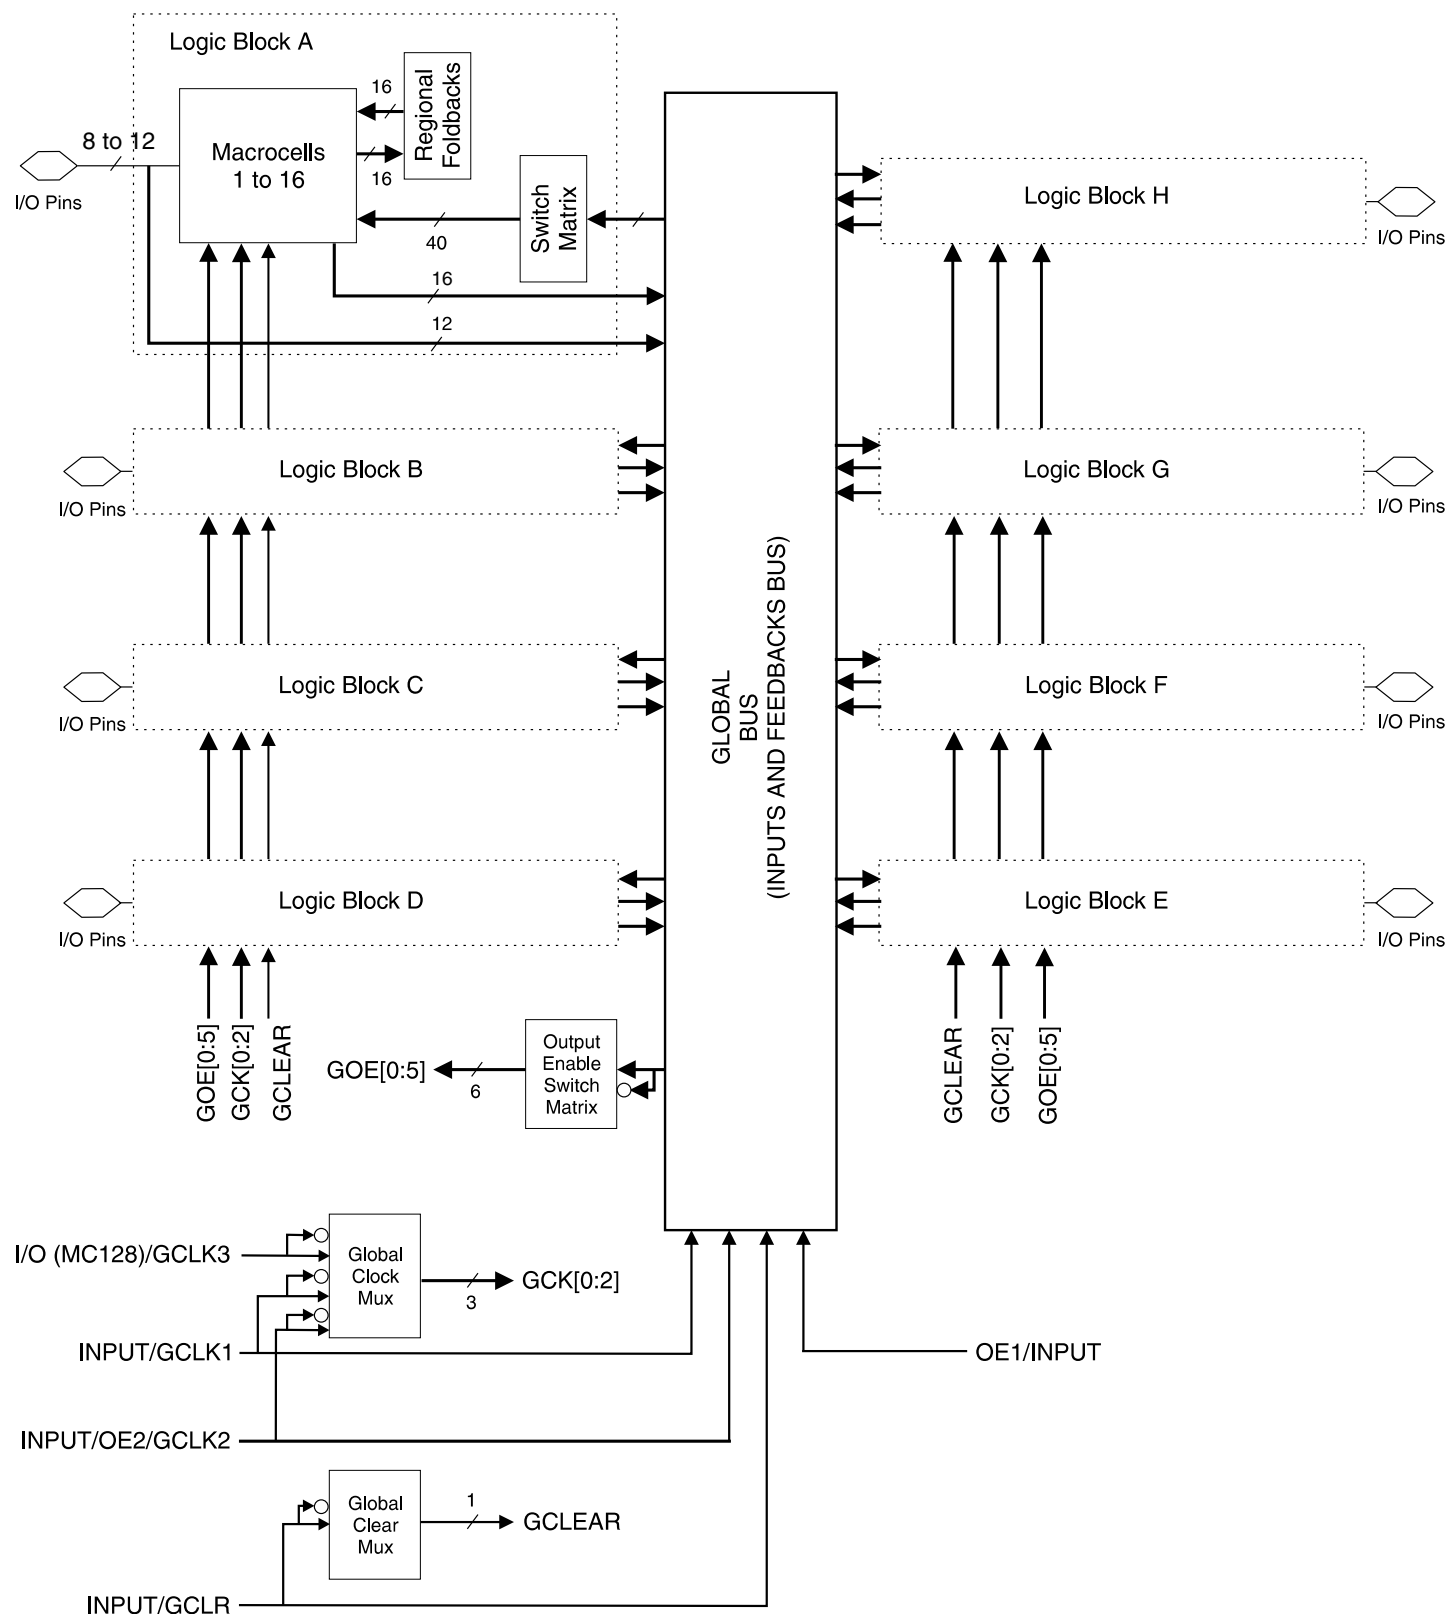 Logic Block A
16
Regional
Foldbacks
8 to 12
Macrocells
1 to 16
16
I/O Pins
Switch
Matrix
40
16
12
Logic Block H
I/O Pins
Logic Block B
I/O Pins
Logic Block G
I/O Pins
GLOBAL
BUS
(INPUTS AND FEEDBACKS BUS)
Logic Block C
I/O Pins
Logic Block F
I/O Pins
Logic Block D
I/O Pins
Logic Block E
I/O Pins
GOE[0:5]
GCK[0:2]
GCLEAR
GCLEAR
GCK[0:2]
GOE[0:5]
GOE[0:5]
6
Output
Enable
Switch
Matrix
I/O (MC128)/GCLK3
Global
Clock
Mux
3
GCK[0:2]
INPUT/GCLK1
OE1/INPUT
INPUT/OE2/GCLK2
Global
Clear
Mux
1
GCLEAR
INPUT/GCLR